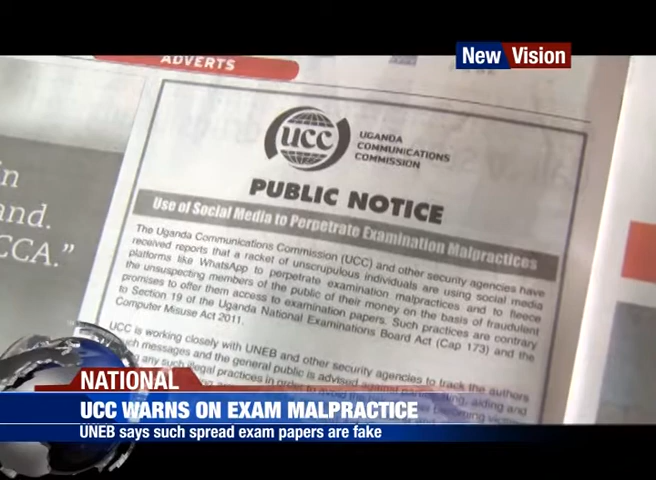 ADVERTS
New Vision
n
and.
CCA.”
ucc
UGANDA
COMMUNICATIONS
COMMISSION
PUBLIC NOTICE
Use of Social Media to Perpetrate Examination Malpractices
The Uganda Communications Commission (UCC) and other security agencies have
received reports that a racket of unscrupulous individuals are using social media
platforms like WhatsApp to perpetrate examination malpractices and to fleece
the unsuspecting members of the public of their money on the basis of fraudulent
promises to offer them access to examination papers. Such practices are contrary
to Section 19 of the Uganda National Examinations Board Act (Cap 173) and the
Computer Misuse Act 2011.
UCC is working closely with UNEB and other security agencies to track the authors
such messages and the general public is advised against
any such illegal practices in order to avoid the
aiding and
NATIONAL
UCC WARNS ON EXAM MALPRACTICE
UNEB says such spread exam papers are fake